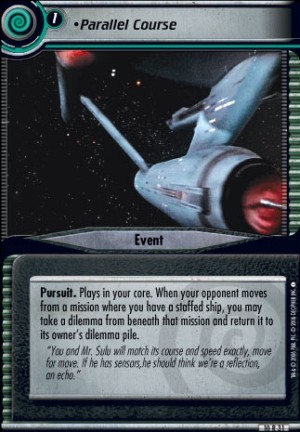 1
•Parallel Course
Event
Pursuit. Plays in your core. When your opponent moves
from a mission where you have a staffed ship, you may
take a dilemma from beneath that mission and return it to
its owner's dilemma pile.
"You and Mr. Sulu will match its course and speed exactly, move
for move. If he has sensors,he should think we're a reflection,
an echo."
10 R 31